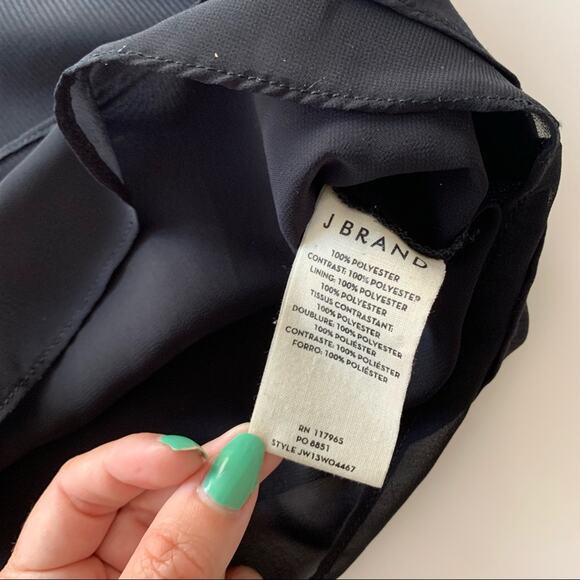 J BRAND
100% POLYESTER
CONTRAST: 100% POLYESTER
LINING: 100% POLYESTER
100% POLYESTER
TISSUS CONTRASTANT:
100% POLYESTER
DOUBLURE: 100% POLYESTER
100% POLIÉSTER
CONTRASTE: 100% POLIÉSTER
FORRO: 100% POLIÉSTER
RN 117965
PO 8851
STYLE JW13WO4467